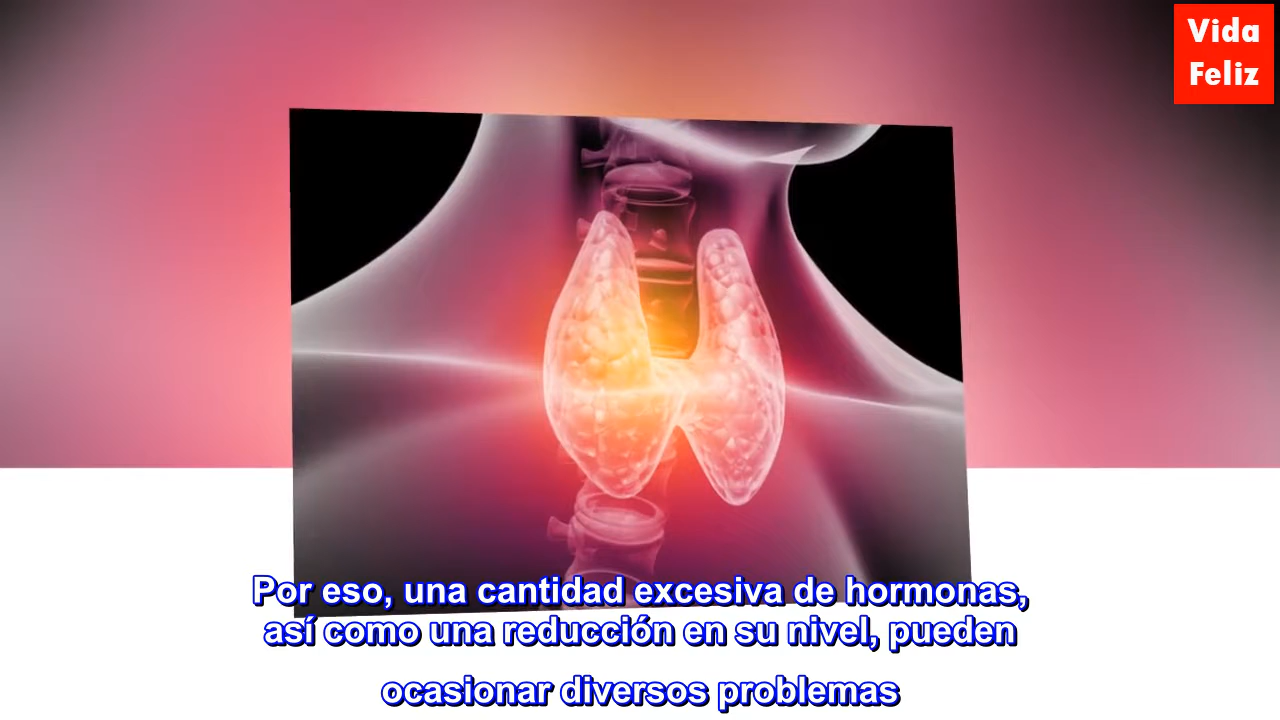 Vida
Feliz
Por eso, una cantidad excesiva de hormonas,
así como una reducción en su nivel, pueden
ocasionar diversos problemas